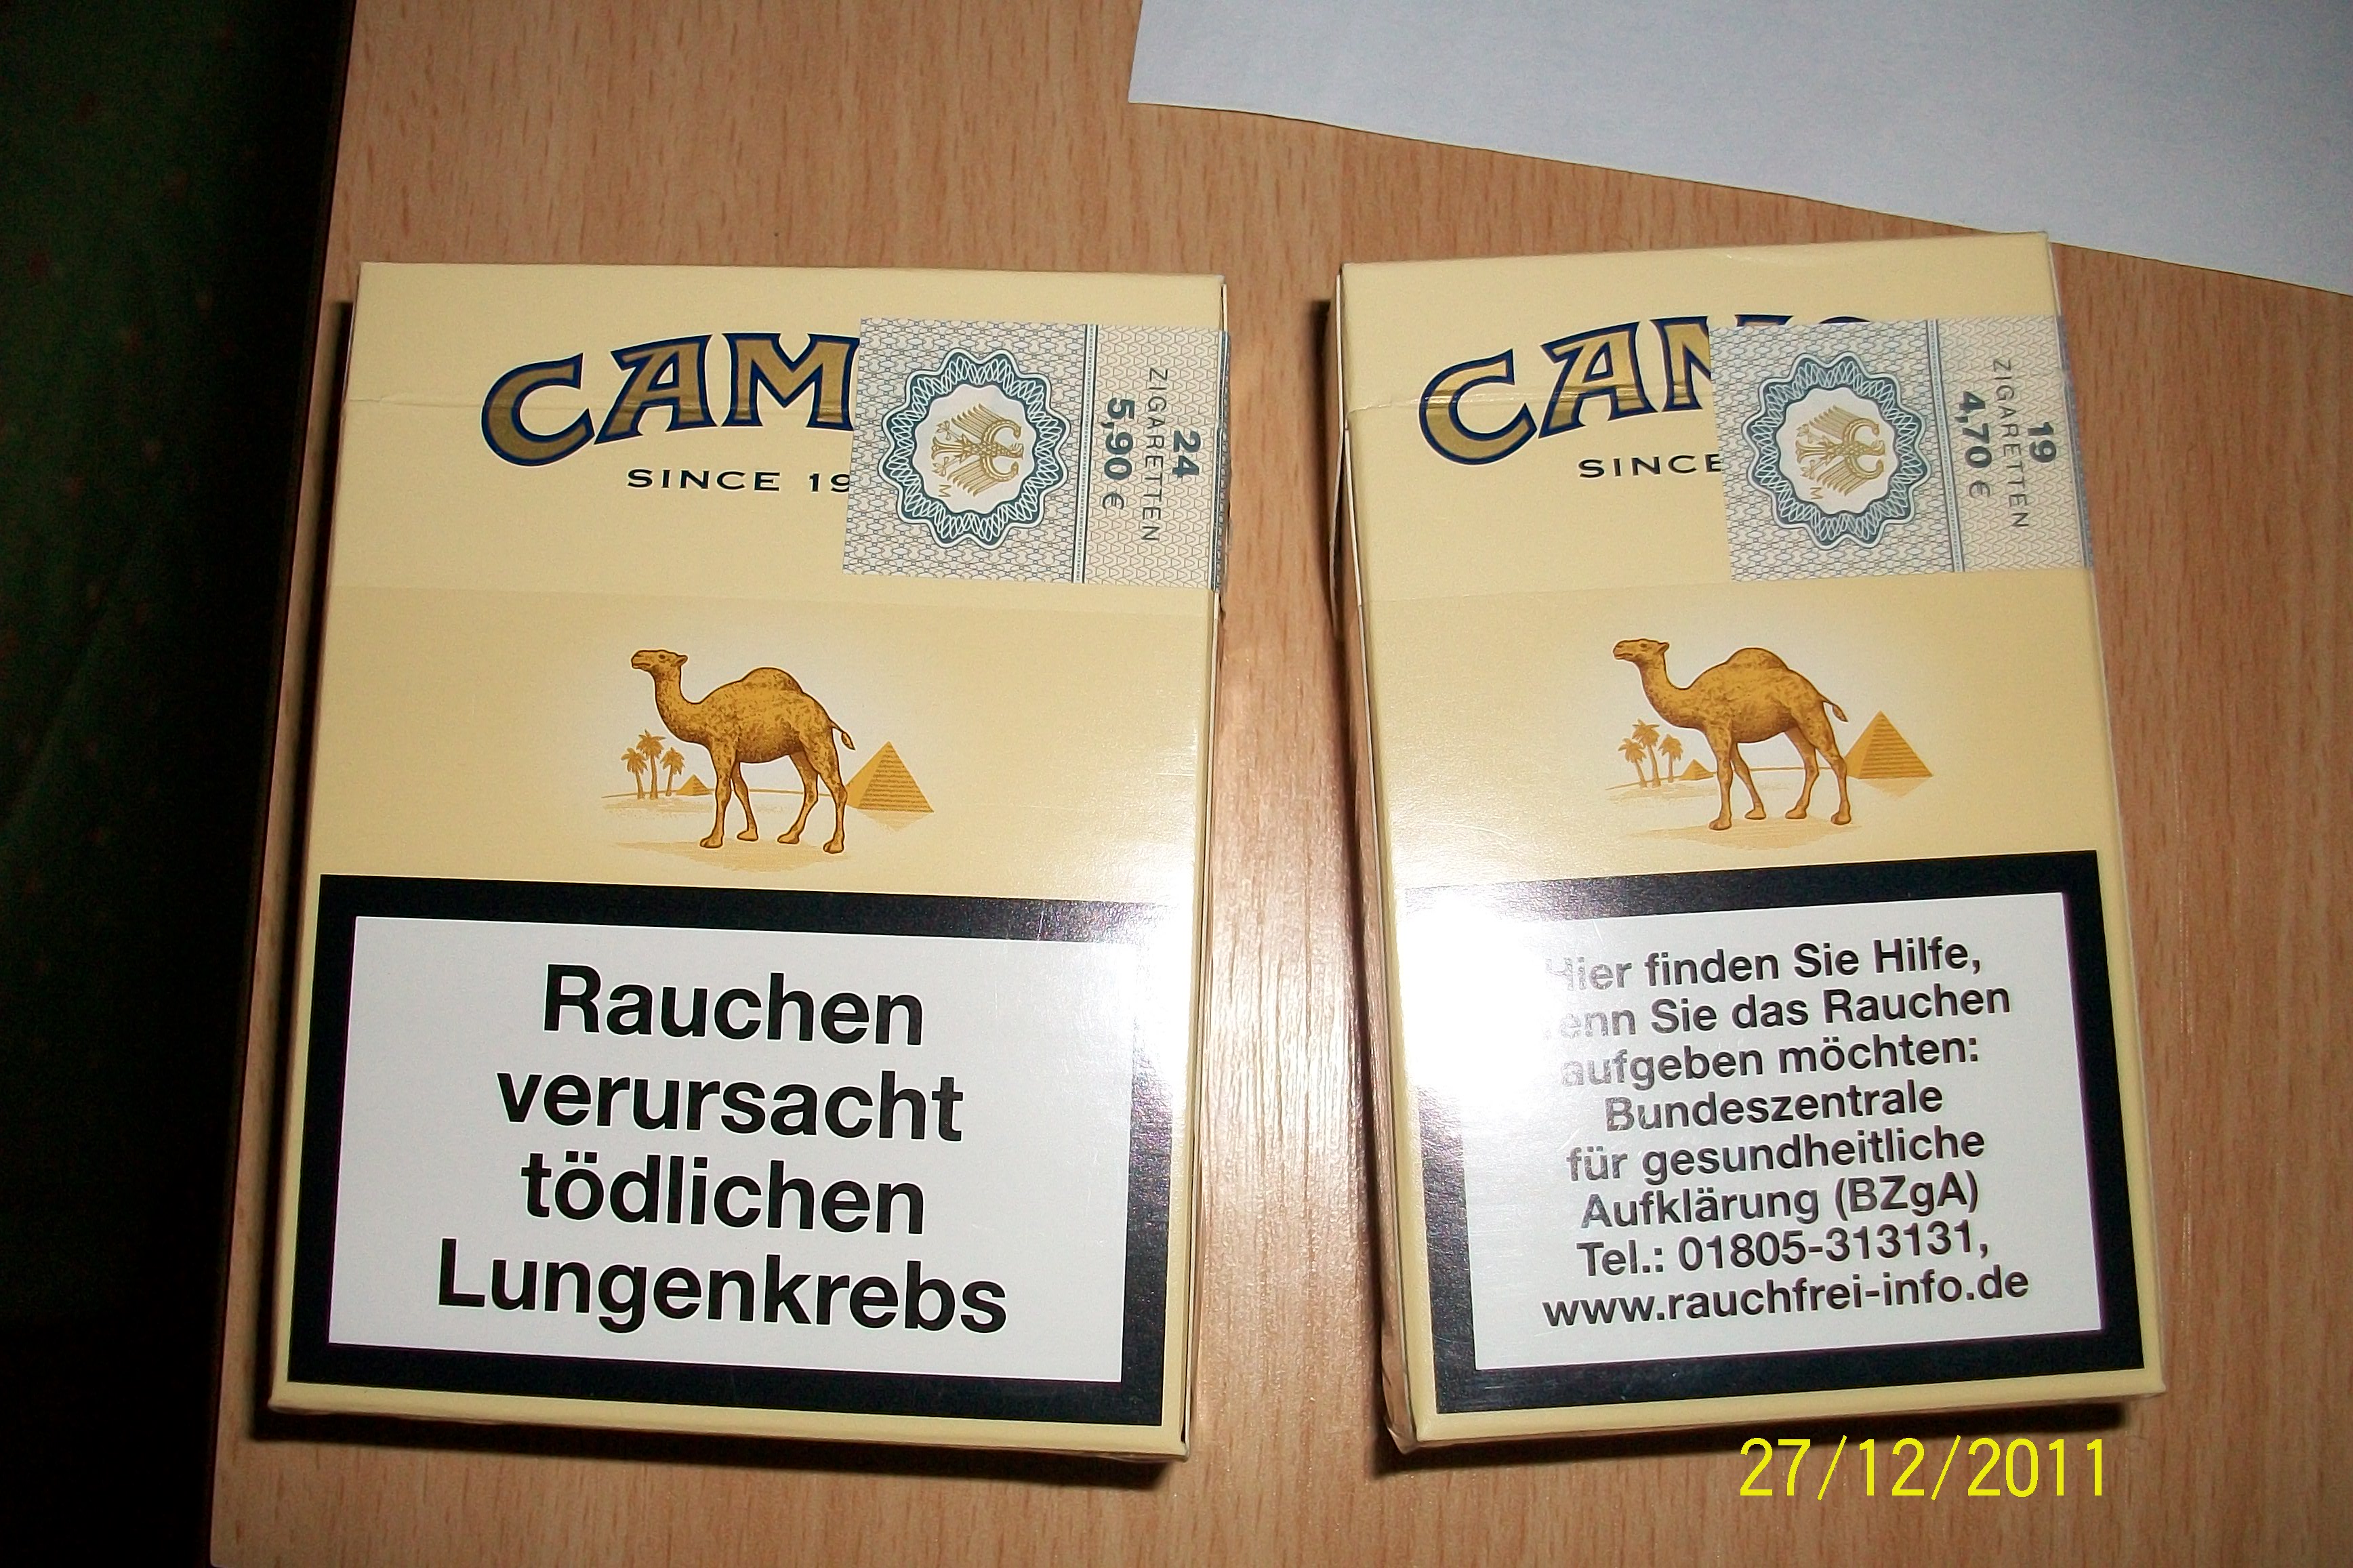 CAM
SINCE 19
24
ZIGARETTEN
5,90 €
Rauchen
verursacht
tödlichen
Lungenkrebs
CAM
SINCE
19
ZIGARETTEN
4,70 €
Hier finden Sie Hilfe,
enn Sie das Rauchen
aufgeben möchten:
Bundeszentrale
für gesundheitliche
Aufklärung (BZgA)
Tel.: 01805-313131,
www.rauchfrei-info.de
27/12/2011